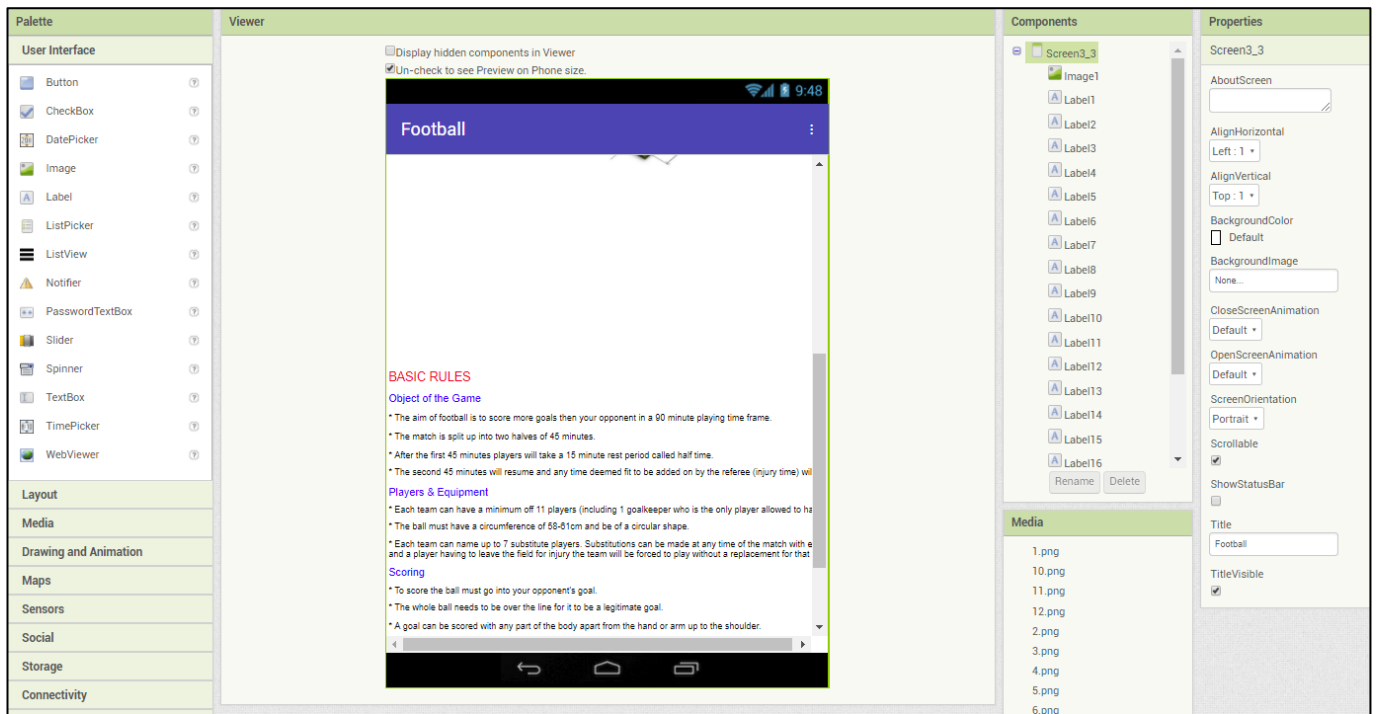 Palette
User Interface
Button
CheckBox
DatePicker
Image
Label
ListPicker
ListView
Notifier
PasswordTextBox
Slider
Spinner
TextBox
TimePicker
WebViewer
Layout
Media
Drawing and Animation
Maps
Sensors
Social
Storage
Connectivity
Viewer
Display hidden components in Viewer
Un-check to see Preview on Phone size.
9:48
Football
BASIC RULES
Object of the Game
* The aim of football is to score more goals then your opponent in a 90 minute playing time frame.
* The match is split up into two halves of 45 minutes.
* After the first 45 minutes players will take a 15 minute rest period called half time.
* The second 45 minutes will resume and any time deemed fit to be added on by the referee (injury time) wil
Players & Equipment
* Each team can have a minimum off 11 players (including 1 goalkeeper who is the only player allowed to ha
* The ball must have a circumference of 58-61cm and be of a circular shape.
* Each team can name up to 7 substitute players. Substitutions can be made at any time of the match with e
and a player having to leave the field for injury the team will be forced to play without a replacement for that
Scoring
* To score the ball must go into your opponent's goal.
* The whole ball needs to be over the line for it to be a legitimate goal.
* A goal can be scored with any part of the body apart from the hand or arm up to the shoulder.
Components
Screen3_3
Image1
Label1
Label2
Label3
Label4
Label5
Label6
Label7
Label8
Label9
Label10
Label11
Label12
Label13
Label14
Label15
Label16
Rename Delete
Media
1.png
10.png
11.png
12.png
2.png
3.png
4.png
5.png
6.png
Properties
Screen3_3
AboutScreen
AlignHorizontal
Left : 1
AlignVertical
Top : 1
BackgroundColor
Default
BackgroundImage
None...
CloseScreenAnimation
Default
OpenScreenAnimation
Default
ScreenOrientation
Portrait
Scrollable
ShowStatusBar
Title
Football
TitleVisible